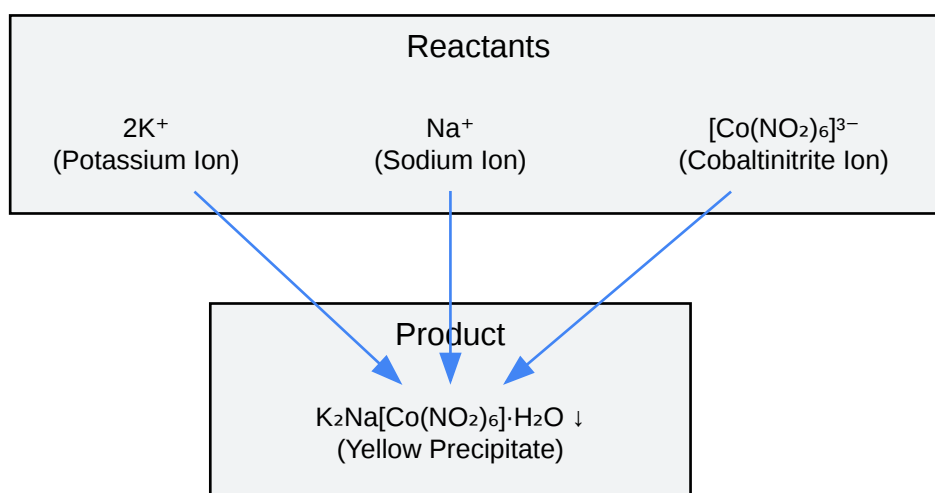 Reactants
2K⁺ Na⁺ [Co(NO₂)₆]³⁻
(Potassium Ion) (Sodium Ion) (Cobaltinitrite Ion)
Product
K₂Na[Co(NO₂)₆]·H₂O ↓
(Yellow Precipitate)